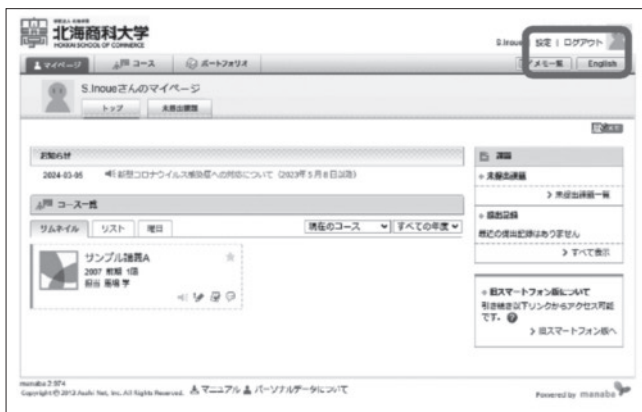 北海商科大学
HOKKAI SCHOOL OF COMMERCE
S.Inoue 設定 | ログアウト
マイページ コース ポートフォリオ
メモ一覧 English
S.Inoueさんのマイページ
トップ 未提出課題
お知らせ
2024-03-05 新型コロナウイルス感染症への対応について(2023年5月8日以降)
コース一覧
サムネイル リスト 曜日 現在のコース すべての年度
サンプル講義A
2007 前期 1限
担当 馬場 学
課題
+ 未提出課題
> 未提出課題一覧
+ 提出記録
最近の提出記録はありません
> すべて表示
+ 旧スマートフォン版について
引き続き以下リンクからアクセス可能
です。
> 旧スマートフォン版へ
manaba 2.974
Copyright © 2012 Asahi Net, Inc. All Rights Reserved. マニュアル パーソナルデータについて
Powered by manaba